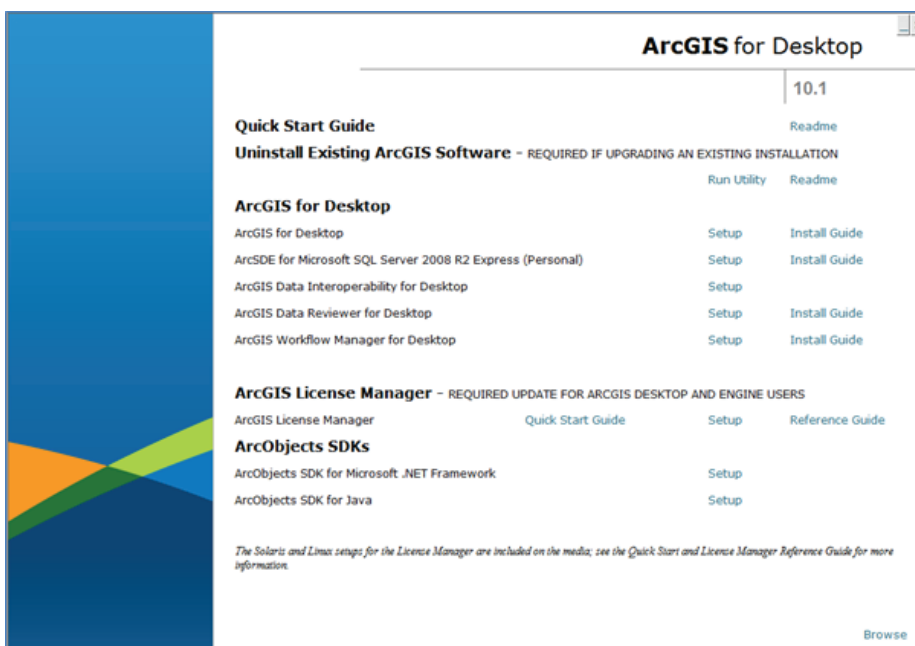 ArcGIS for Desktop
10.1
Quick Start Guide Readme
Uninstall Existing ArcGIS Software - REQUIRED IF UPGRADING AN EXISTING INSTALLATION
Run Utility Readme
ArcGIS for Desktop
ArcGIS for Desktop Setup Install Guide
ArcSDE for Microsoft SQL Server 2008 R2 Express (Personal) Setup Install Guide
ArcGIS Data Interoperability for Desktop Setup
ArcGIS Data Reviewer for Desktop Setup Install Guide
ArcGIS Workflow Manager for Desktop Setup Install Guide
ArcGIS License Manager - REQUIRED UPDATE FOR ARCGIS DESKTOP AND ENGINE USERS
ArcGIS License Manager Quick Start Guide Setup Reference Guide
ArcObjects SDKs
ArcObjects SDK for Microsoft .NET Framework Setup
ArcObjects SDK for Java Setup
The Solaris and Linux setups for the License Manager are included on the media; see the Quick Start and License Manager Reference Guide for more
information.
Browse